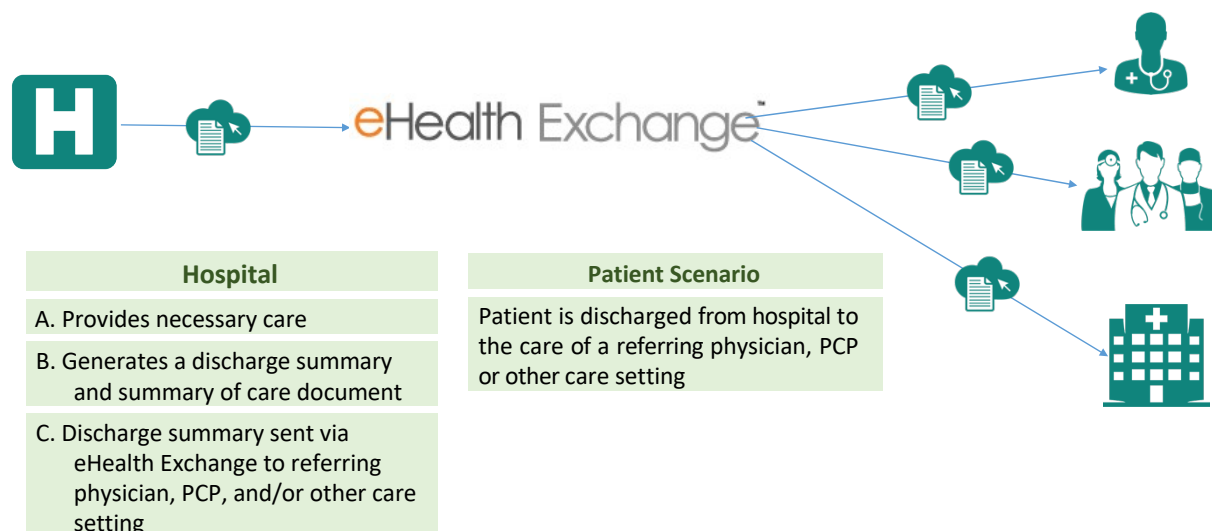 H
eHealth Exchange™
Hospital
A. Provides necessary care
B. Generates a discharge summary
and summary of care document
C. Discharge summary sent via
eHealth Exchange to referring
physician, PCP, and/or other care
setting
Patient Scenario
Patient is discharged from hospital to
the care of a referring physician, PCP
or other care setting